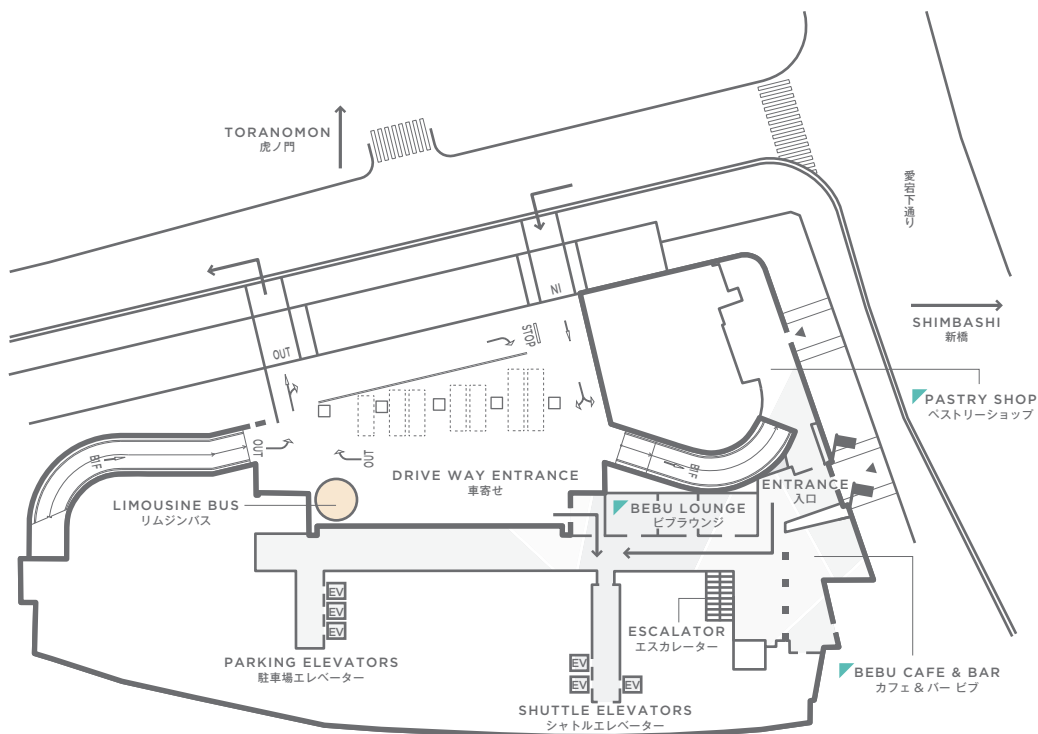 TORANOMON
虎ノ門
愛宕下通り
IN
SHIMBASHI
新橋
OUT
STOP
PASTRY SHOP
ペストリーショップ
B1F
OUT
OUT
DRIVE WAY ENTRANCE
車寄せ
B1F
ENTRANCE
入口
LIMOUSINE BUS
リムジンバス
BEBU LOUNGE
ビブラウンジ
EV
EV
EV
ESCALATOR
エスカレーター
PARKING ELEVATORS
駐車場エレベーター
EV
EV
EV
BEBU CAFE & BAR
カフェ & バー ビブ
SHUTTLE ELEVATORS
シャトルエレベーター